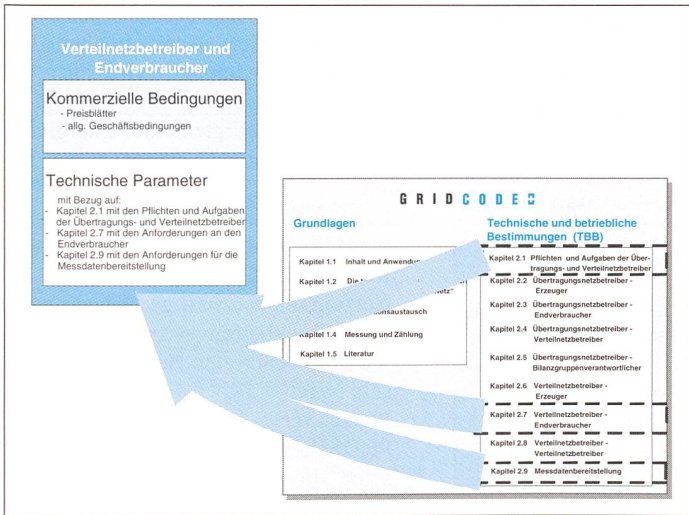 Verteilnetzbetreiber und
Endverbraucher
Kommerzielle Bedingungen
- Preisblätter
- allg. Geschäftsbedingungen
Technische Parameter
mit Bezug auf:
- Kapitel 2.1 mit den Pflichten und Aufgaben
der Übertragungs- und Verteilnetzbetreiber
- Kapitel 2.7 mit den Anforderungen an den
Endverbraucher
- Kapitel 2.9 mit den Anforderungen für die
Messdatenbereitstellung
GRIDCODE
Grundlagen
Kapitel 1.1 Inhalt und Anwendung
Kapitel 1.2
Kapitel 1.4 Messung und Zählung
Kapitel 1.5 Literatur
Technische und betriebliche
Bestimmungen (TBB)
Kapitel 2.1 Pflichten und Aufgaben der Über-
tragungs- und Verteilnetzbetreiber
Kapitel 2.2 Übertragungsnetzbetreiber -
Erzeuger
Kapitel 2.3 Übertragungsnetzbetreiber -
Endverbraucher
Kapitel 2.4 Übertragungsnetzbetreiber -
Verteilnetzbetreiber
Kapitel 2.5 Übertragungsnetzbetreiber -
Bilanzgruppenverantwortlicher
Kapitel 2.6 Verteilnetzbetreiber -
Erzeuger
Kapitel 2.7 Verteilnetzbetreiber -
Endverbraucher
Kapitel 2.8 Verteilnetzbetreiber -
Verteilnetzbetreiber
Kapitel 2.9 Messdatenbereitstellung